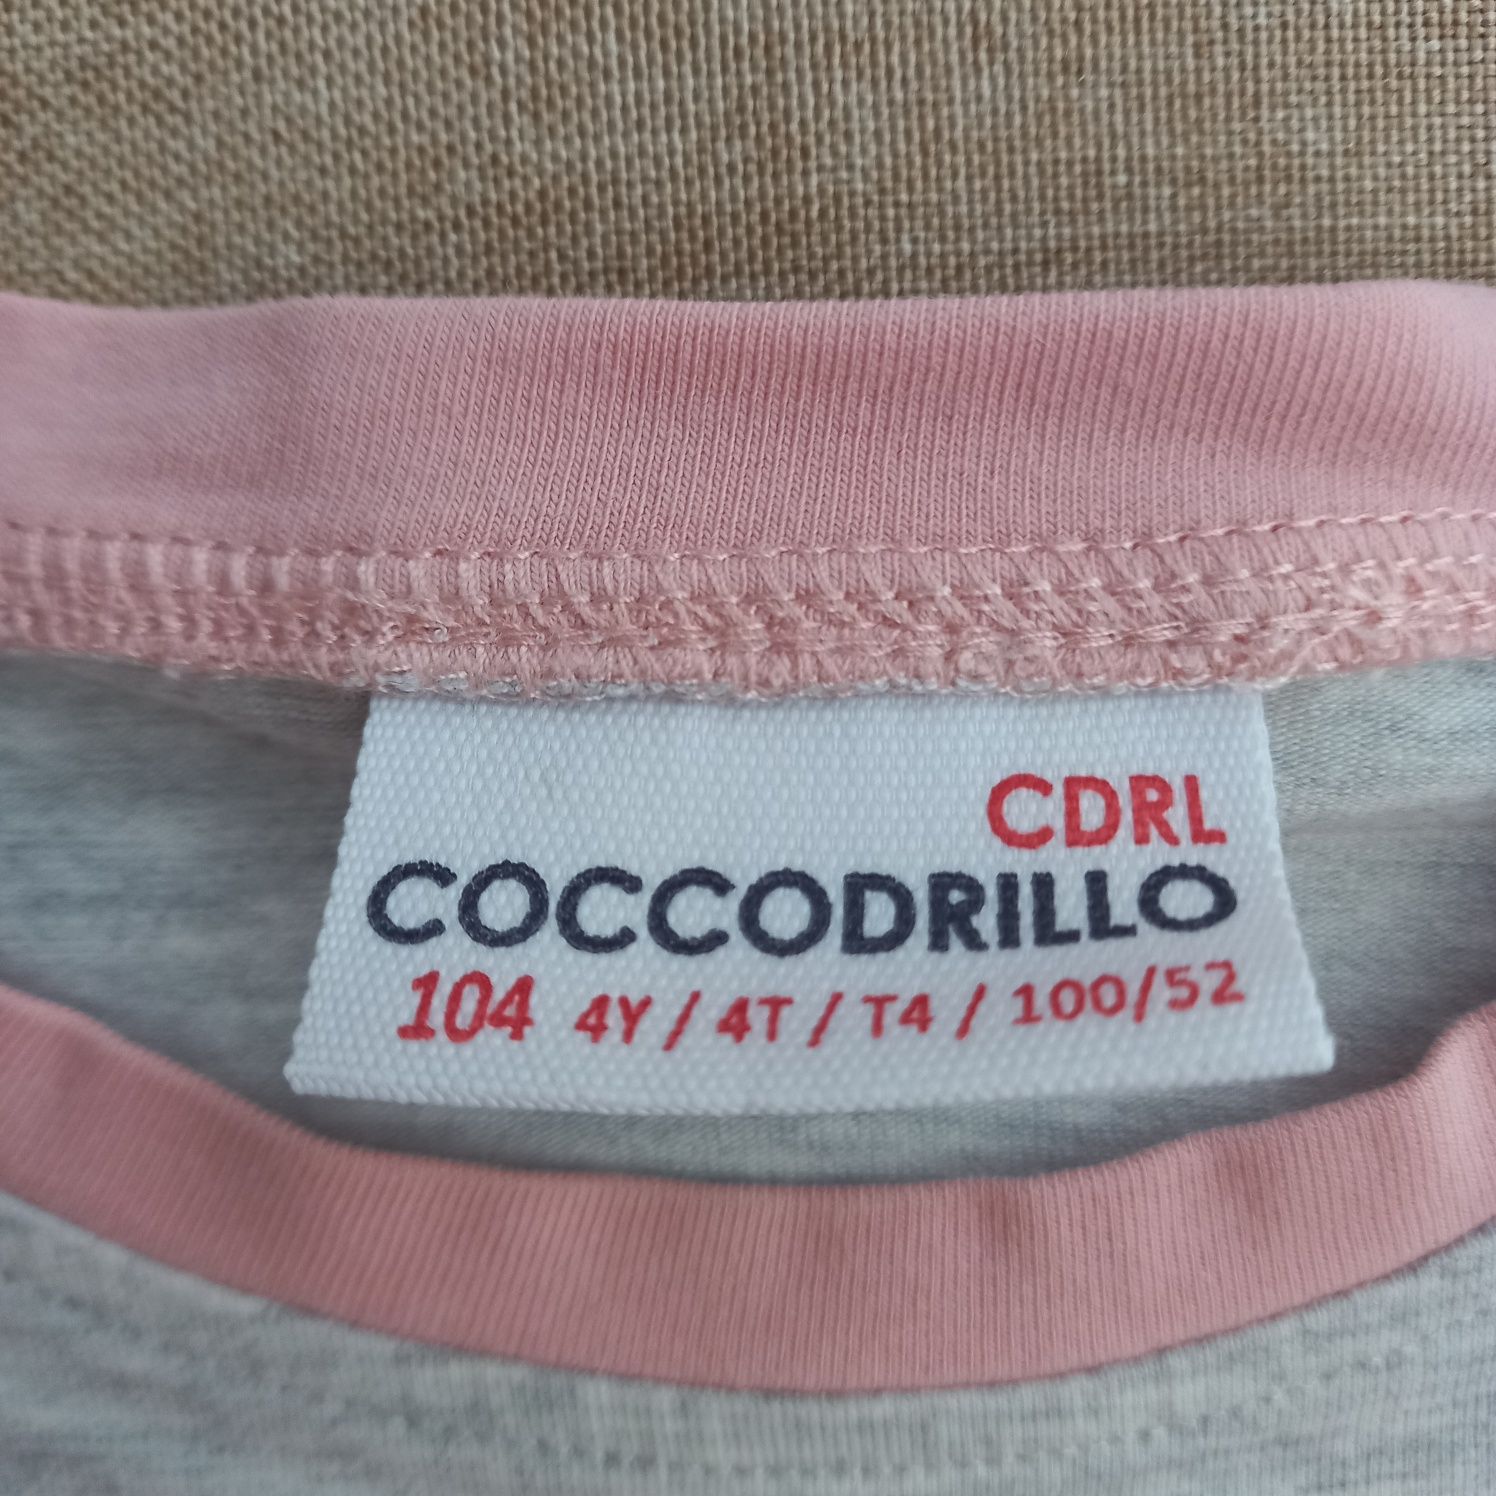 CDRL
COCCODRILLO
104 4Y / 4T / T4 / 100/52